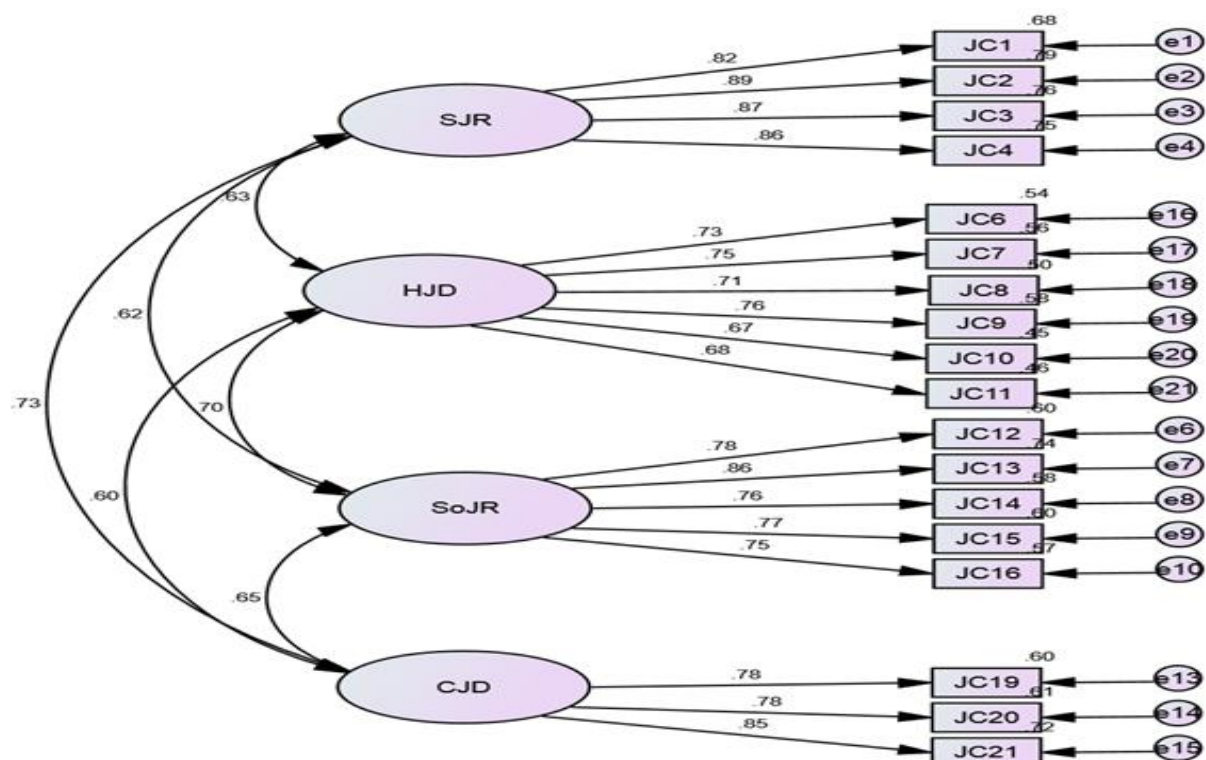 .68
.82 JC1 e1
.79
.89 JC2 e2
.76
SJR .87 JC3 e3
.75
.86 JC4 e4
.63
.54
.73 JC6 e16
.56
.75 JC7 e17
.50
HJD .71 JC8 e18
.58
.76 JC9 e19
.45
.62 .67 JC10 e20
.46
.68 JC11 e21
.73 .70
.60
.78 JC12 e6
.74
.86 JC13 e7
.58
.60 SoJR .76 JC14 e8
.60
.77 JC15 e9
.57
.75 JC16 e10
.65
.60
CJD .78 JC19 e13
.61
.78 JC20 e14
.72
.85 JC21 e15